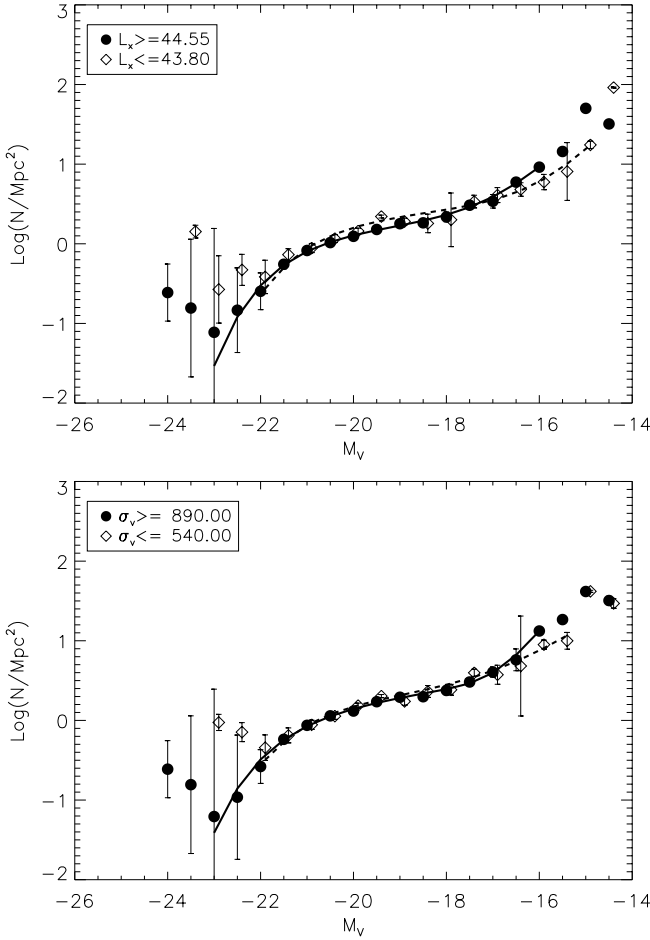 3
L_x>=44.55
L_x<=43.80
2
1
0
-1
-2
Log(N/Mpc²)
-26 -24 -22 -20 -18 -16 -14
M_V
3
σ_v>= 890.00
σ_v<= 540.00
2
1
0
-1
-2
Log(N/Mpc²)
-26 -24 -22 -20 -18 -16 -14
M_V